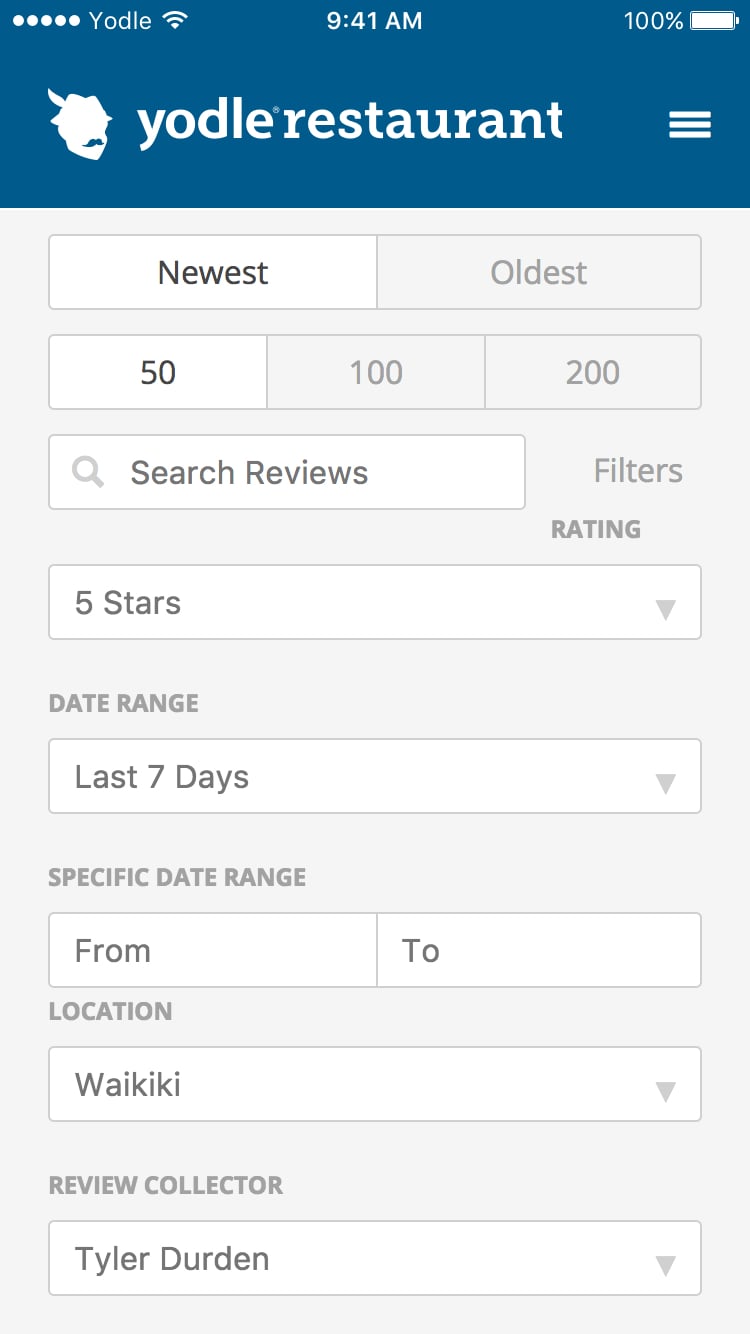 Yodle 9:41 AM 100%
yodle® restaurant
Newest Oldest
50 100 200
Search Reviews Filters
RATING
5 Stars
DATE RANGE
Last 7 Days
SPECIFIC DATE RANGE
From To
LOCATION
Waikiki
REVIEW COLLECTOR
Tyler Durden